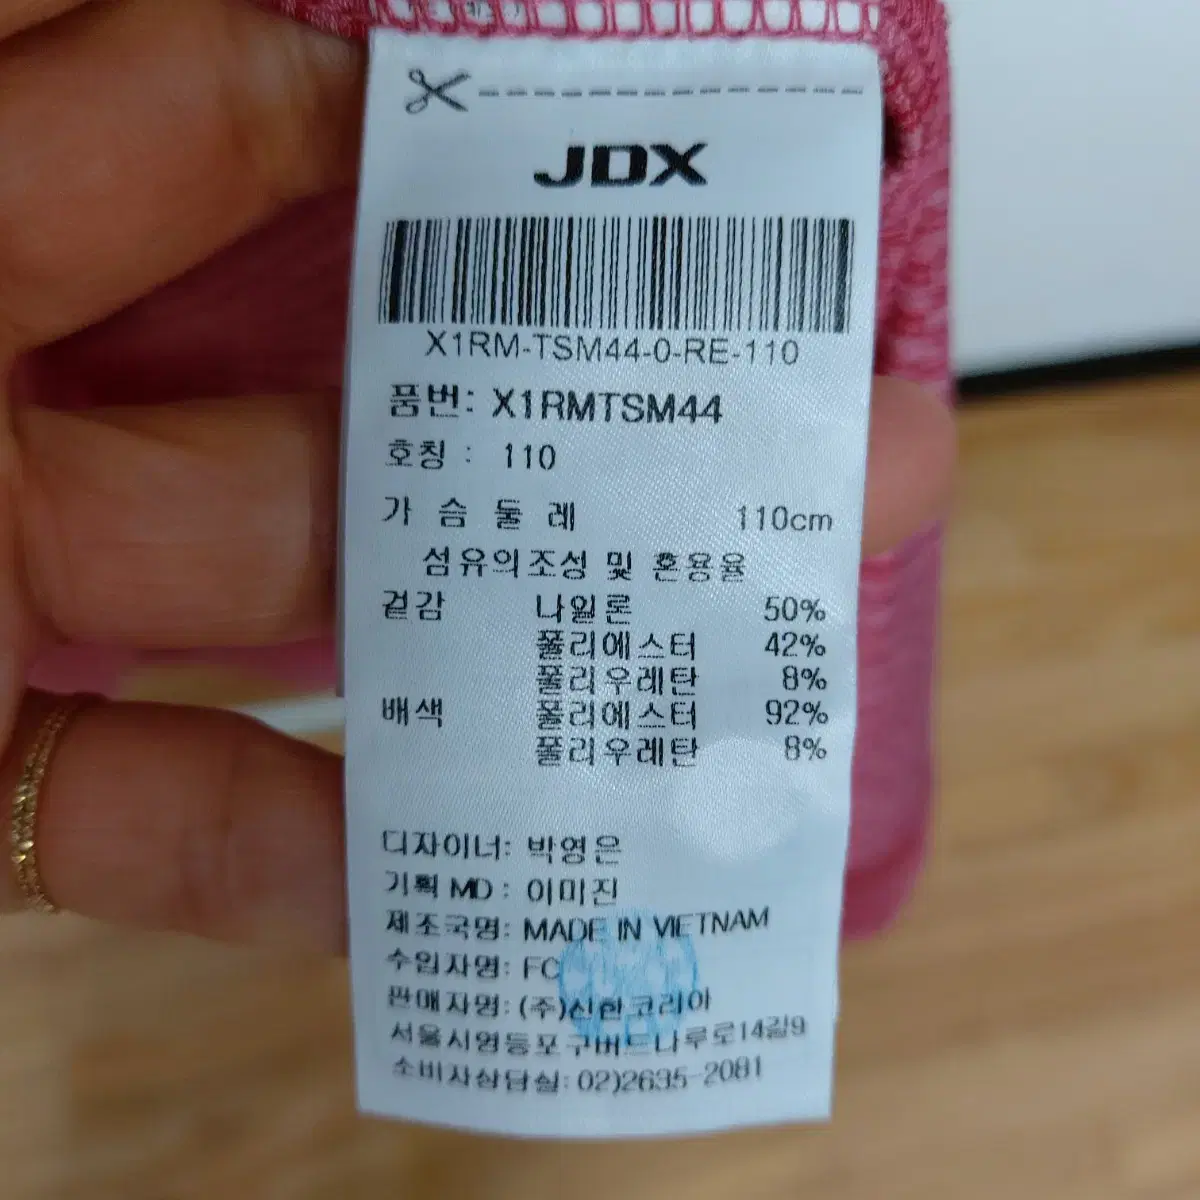 JDX
X1RM-TSM44-0-RE-110
품번: X1RMTSM44
호칭 : 110
가 슴 둘 레 110cm
섬유의조성 및 혼용율
겉감 나일론 50%
폴리에스터 42%
폴리우레탄 8%
배색 폴리에스터 92%
폴리우레탄 8%
디자이너: 박영은
기획 MD : 이미진
제조국명: MADE IN VIETNAM
수입자명: FC
판매자명: (주)신한코리아
서울시영등포구버드나루로14길9
소비자상담실: 02)2635-2081